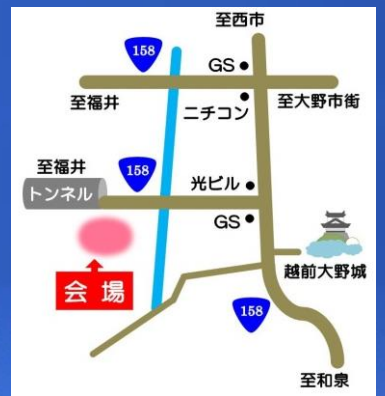 至西市
158
GS
至福井
ニチコン
至大野市街
至福井
トンネル
158
光ビル
GS
会場
越前大野城
158
至和泉